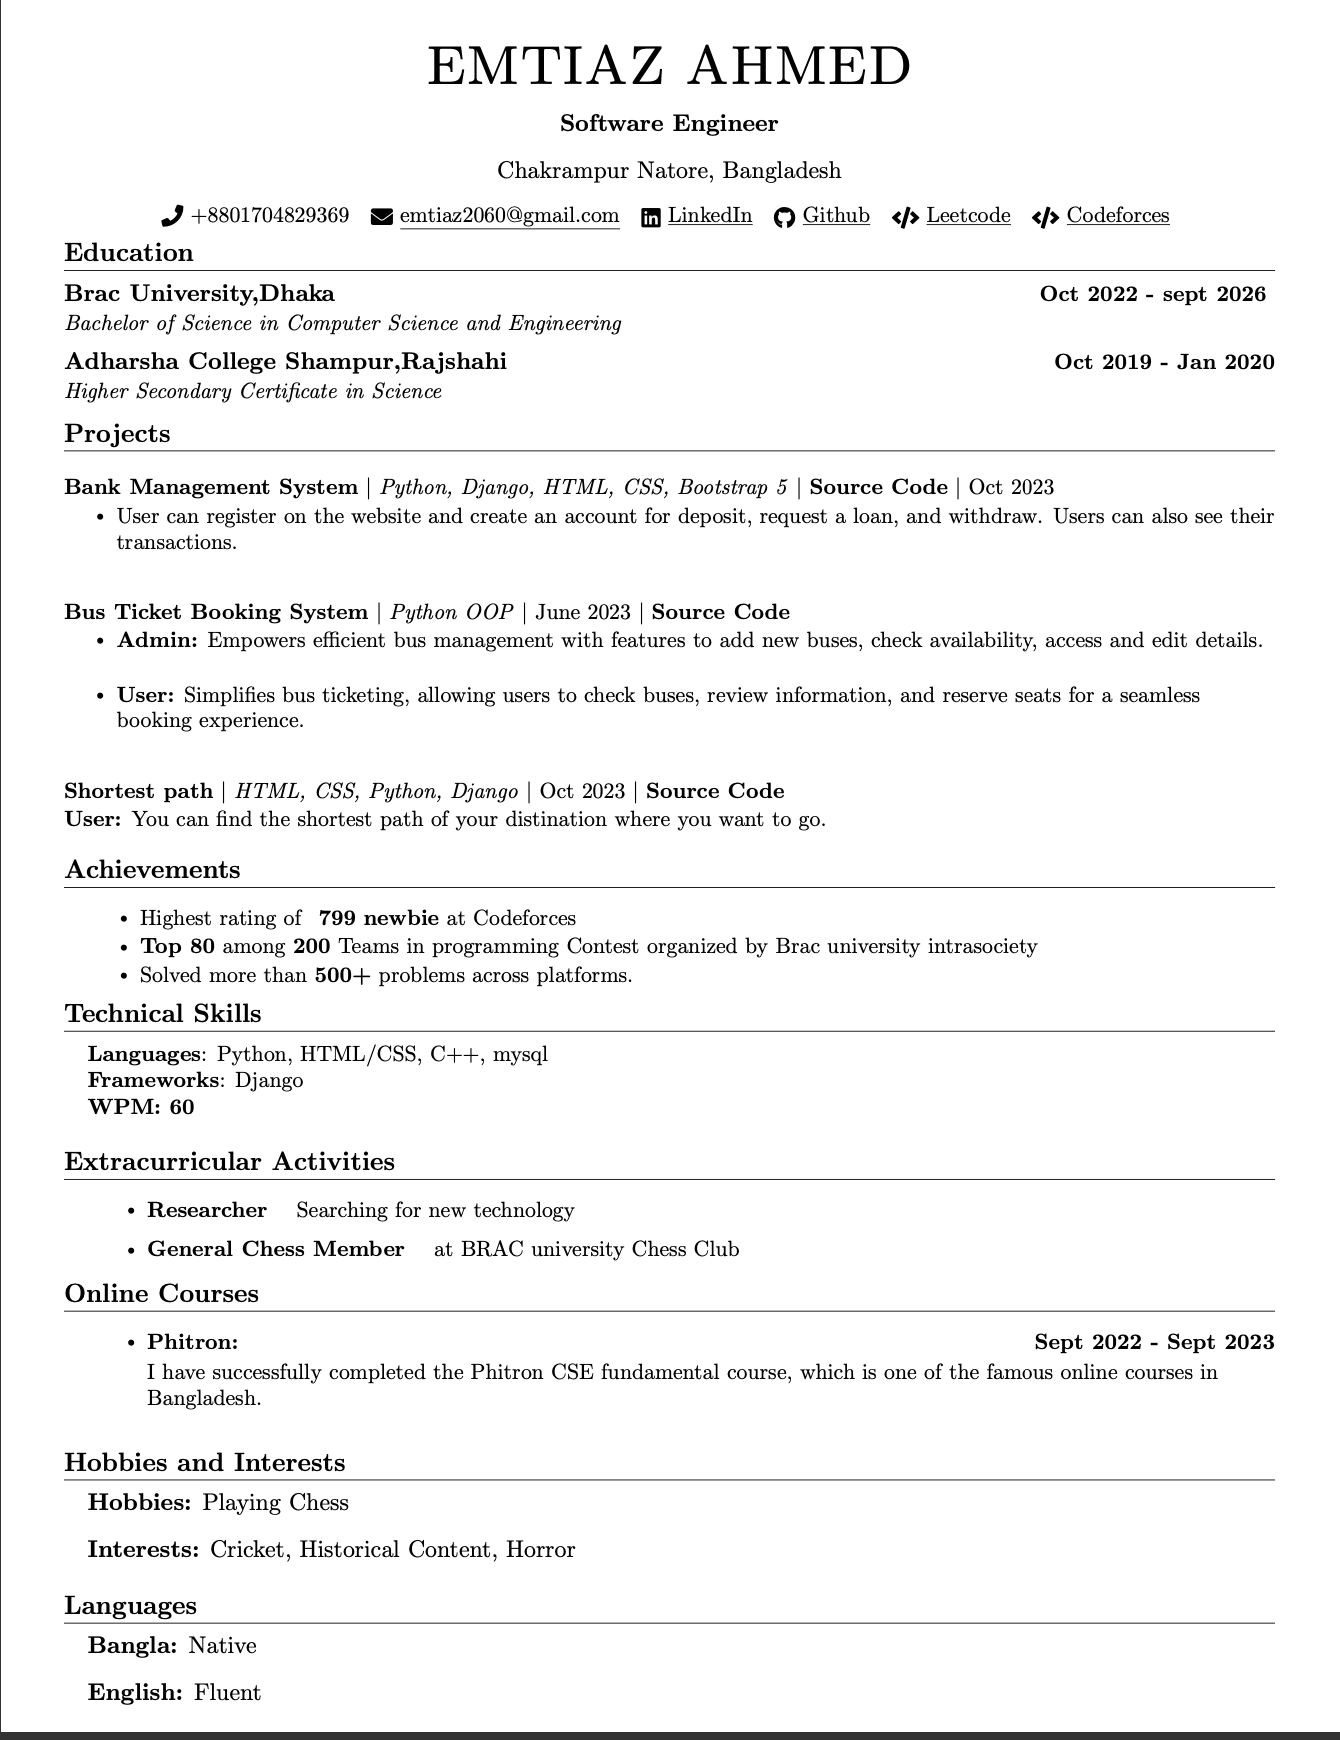 EMTIAZ AHMED
Software Engineer
Chakrampur Natore, Bangladesh
+8801704829369 emtiaz2060@gmail.com LinkedIn Github Leetcode Codeforces
Education
Brac University,Dhaka Oct 2022 - sept 2026
Bachelor of Science in Computer Science and Engineering
Adharsha College Shampur,Rajshahi Oct 2019 - Jan 2020
Higher Secondary Certificate in Science
Projects
Bank Management System | Python, Django, HTML, CSS, Bootstrap 5 | Source Code | Oct 2023
• User can register on the website and create an account for deposit, request a loan, and withdraw. Users can also see their
transactions.
Bus Ticket Booking System | Python OOP | June 2023 | Source Code
• Admin: Empowers efficient bus management with features to add new buses, check availability, access and edit details.
• User: Simplifies bus ticketing, allowing users to check buses, review information, and reserve seats for a seamless
booking experience.
Shortest path | HTML, CSS, Python, Django | Oct 2023 | Source Code
User: You can find the shortest path of your distination where you want to go.
Achievements
• Highest rating of 799 newbie at Codeforces
• Top 80 among 200 Teams in programming Contest organized by Brac university intrasociety
• Solved more than 500+ problems across platforms.
Technical Skills
Languages: Python, HTML/CSS, C++, mysql
Frameworks: Django
WPM: 60
Extracurricular Activities
• Researcher Searching for new technology
• General Chess Member at BRAC university Chess Club
Online Courses
• Phitron: Sept 2022 - Sept 2023
I have successfully completed the Phitron CSE fundamental course, which is one of the famous online courses in
Bangladesh.
Hobbies and Interests
Hobbies: Playing Chess
Interests: Cricket, Historical Content, Horror
Languages
Bangla: Native
English: Fluent